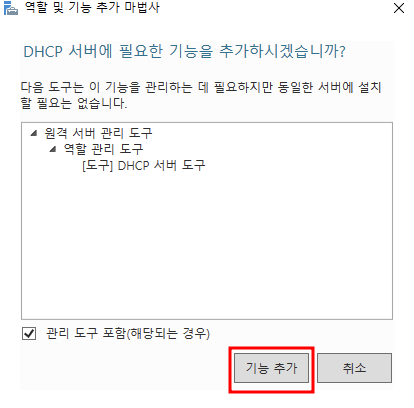 역할 및 기능 추가 마법사
DHCP 서버에 필요한 기능을 추가하시겠습니까?
다음 도구는 이 기능을 관리하는 데 필요하지만 동일한 서버에 설치
할 필요는 없습니다.
원격 서버 관리 도구
역할 관리 도구
[도구] DHCP 서버 도구
관리 도구 포함(해당되는 경우)
기능 추가
취소